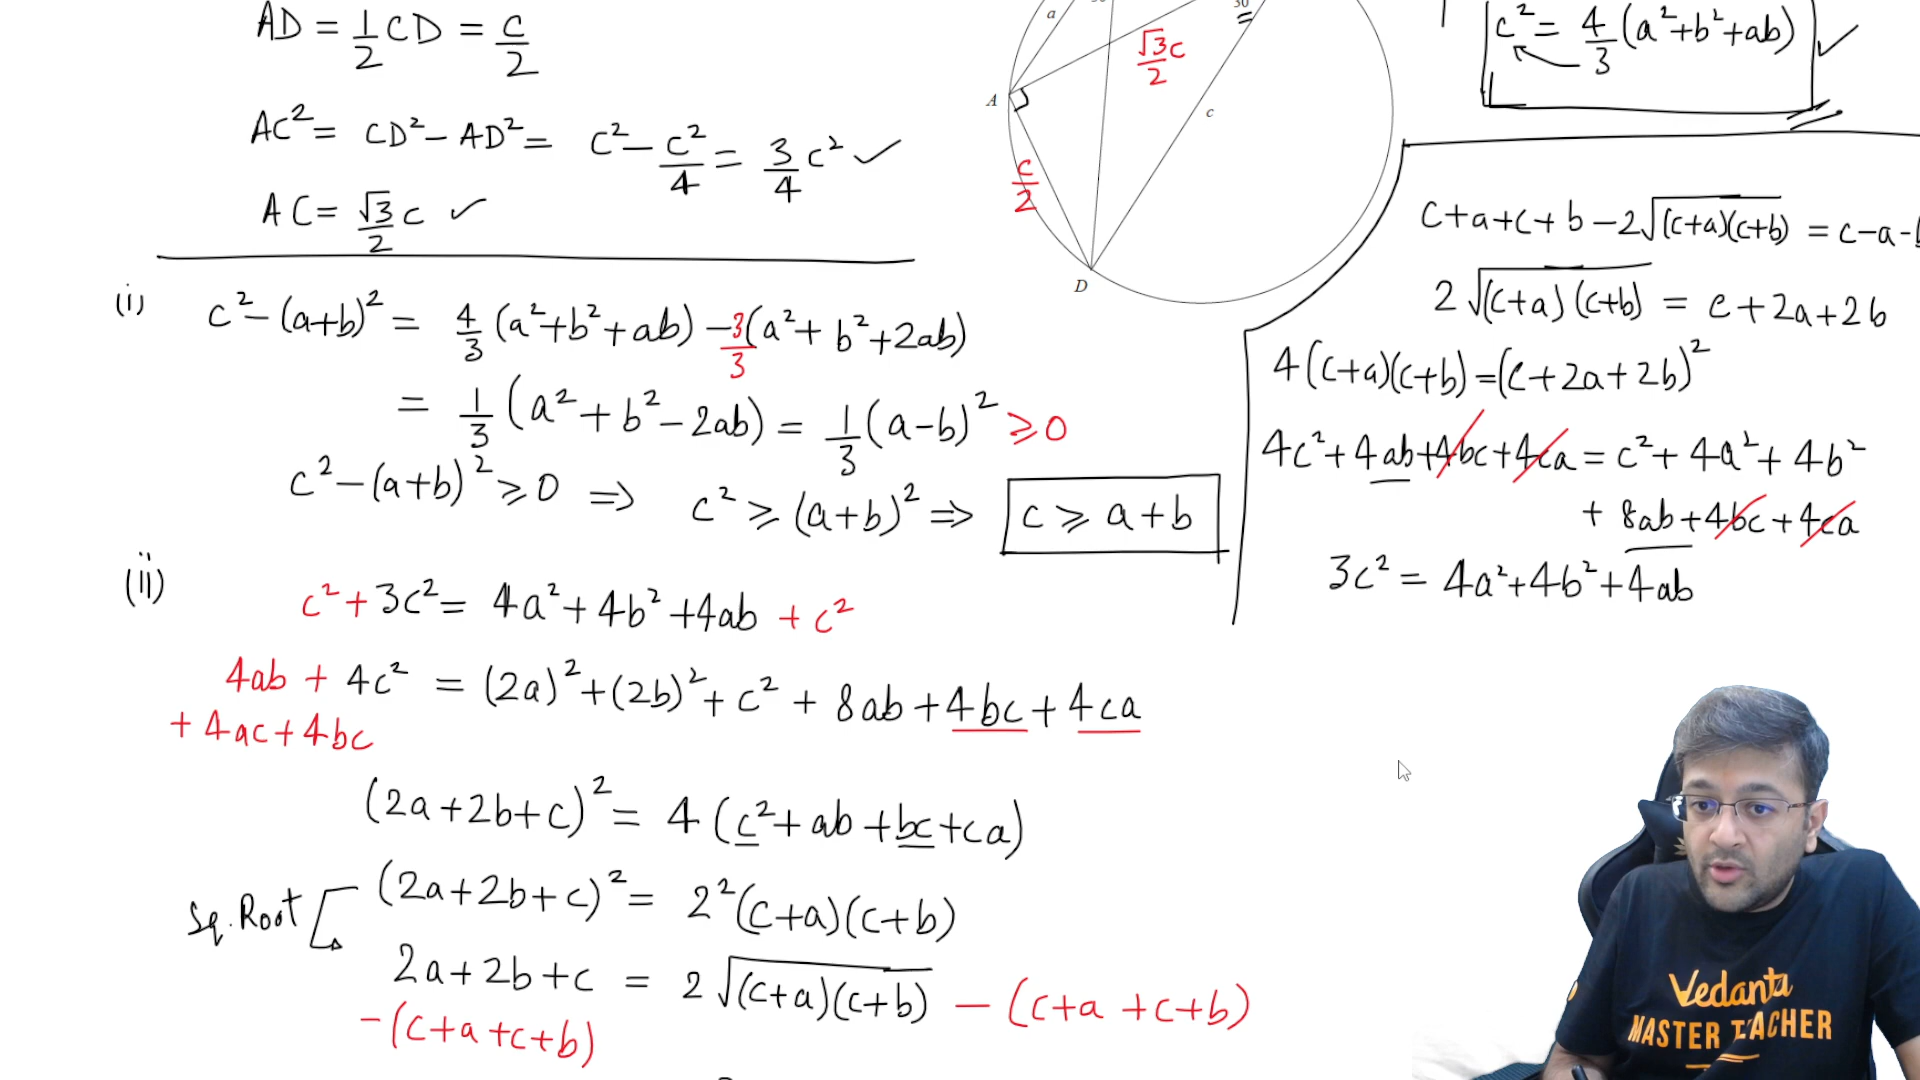 AD = 1/2 CD = c/2
AC² = CD² - AD² = c² - c²/4 = 3/4 c² ✓
AC = √3/2 c ✓
a
30
=
√3c/2
A
c
c/2
D
c² = 4/3 (a²+b²+ab) ✓
c+a+c+b-2√(c+a)(c+b) = c-a-b
2√(c+a)(c+b) = c+2a+2b
4(c+a)(c+b) = (c+2a+2b)²
4c²+4ab+4bc+4ca = c²+4a²+4b²
+ 8ab+4bc+4ca
3c² = 4a²+4b²+4ab
(i) c²-(a+b)² = 4/3 (a²+b²+ab) - 3/3 (a²+b²+2ab)
= 1/3 (a²+b²-2ab) = 1/3 (a-b)² ⩾ 0
c²-(a+b)² ⩾ 0 ⇒ c² ⩾ (a+b)² ⇒ c ⩾ a+b
(ii) c² + 3c² = 4a²+4b²+4ab + c²
4ab + 4c² = (2a)²+(2b)²+c²+8ab+4bc+4ca
+ 4ac+4bc
(2a+2b+c)² = 4(c²+ab+bc+ca)
Sq. Root (2a+2b+c)² = 2²(c+a)(c+b)
2a+2b+c = 2√(c+a)(c+b) - (c+a+c+b)
-(c+a+c+b)
Vedantu
MASTER TEACHER